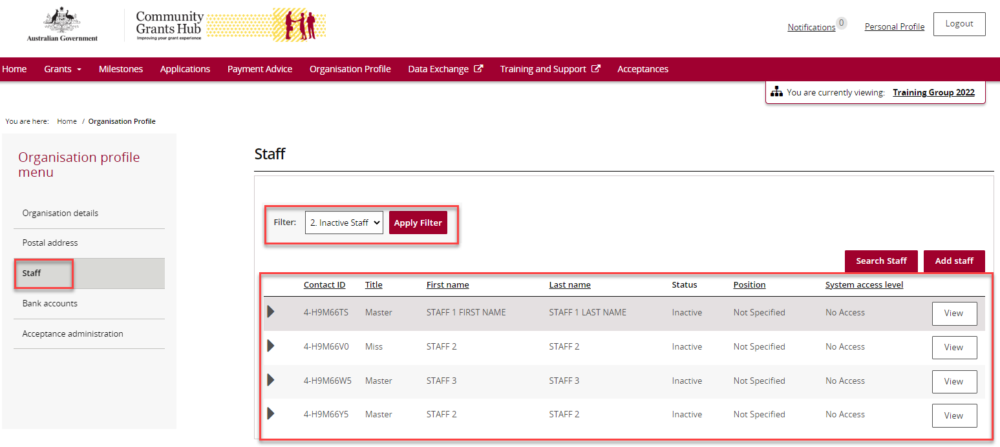 Australian Government
Community
Grants Hub
Improving your grant experience
Notifications 0
Personal Profile
Logout
Home Grants Milestones Applications Payment Advice Organisation Profile Data Exchange Training and Support Acceptances
You are currently viewing: Training Group 2022
You are here: Home / Organisation Profile
Organisation profile
menu
Organisation details
Postal address
Staff
Bank accounts
Acceptance administration
Staff
Filter: 2. Inactive Staff Apply Filter
Search Staff Add staff
Contact ID Title First name Last name Status Position System access level
4-H9M66TS Master STAFF 1 FIRST NAME STAFF 1 LAST NAME Inactive Not Specified No Access View
4-H9M66V0 Miss STAFF 2 STAFF 2 Inactive Not Specified No Access View
4-H9M66W5 Master STAFF 3 STAFF 3 Inactive Not Specified No Access View
4-H9M66Y5 Master STAFF 2 STAFF 2 Inactive Not Specified No Access View